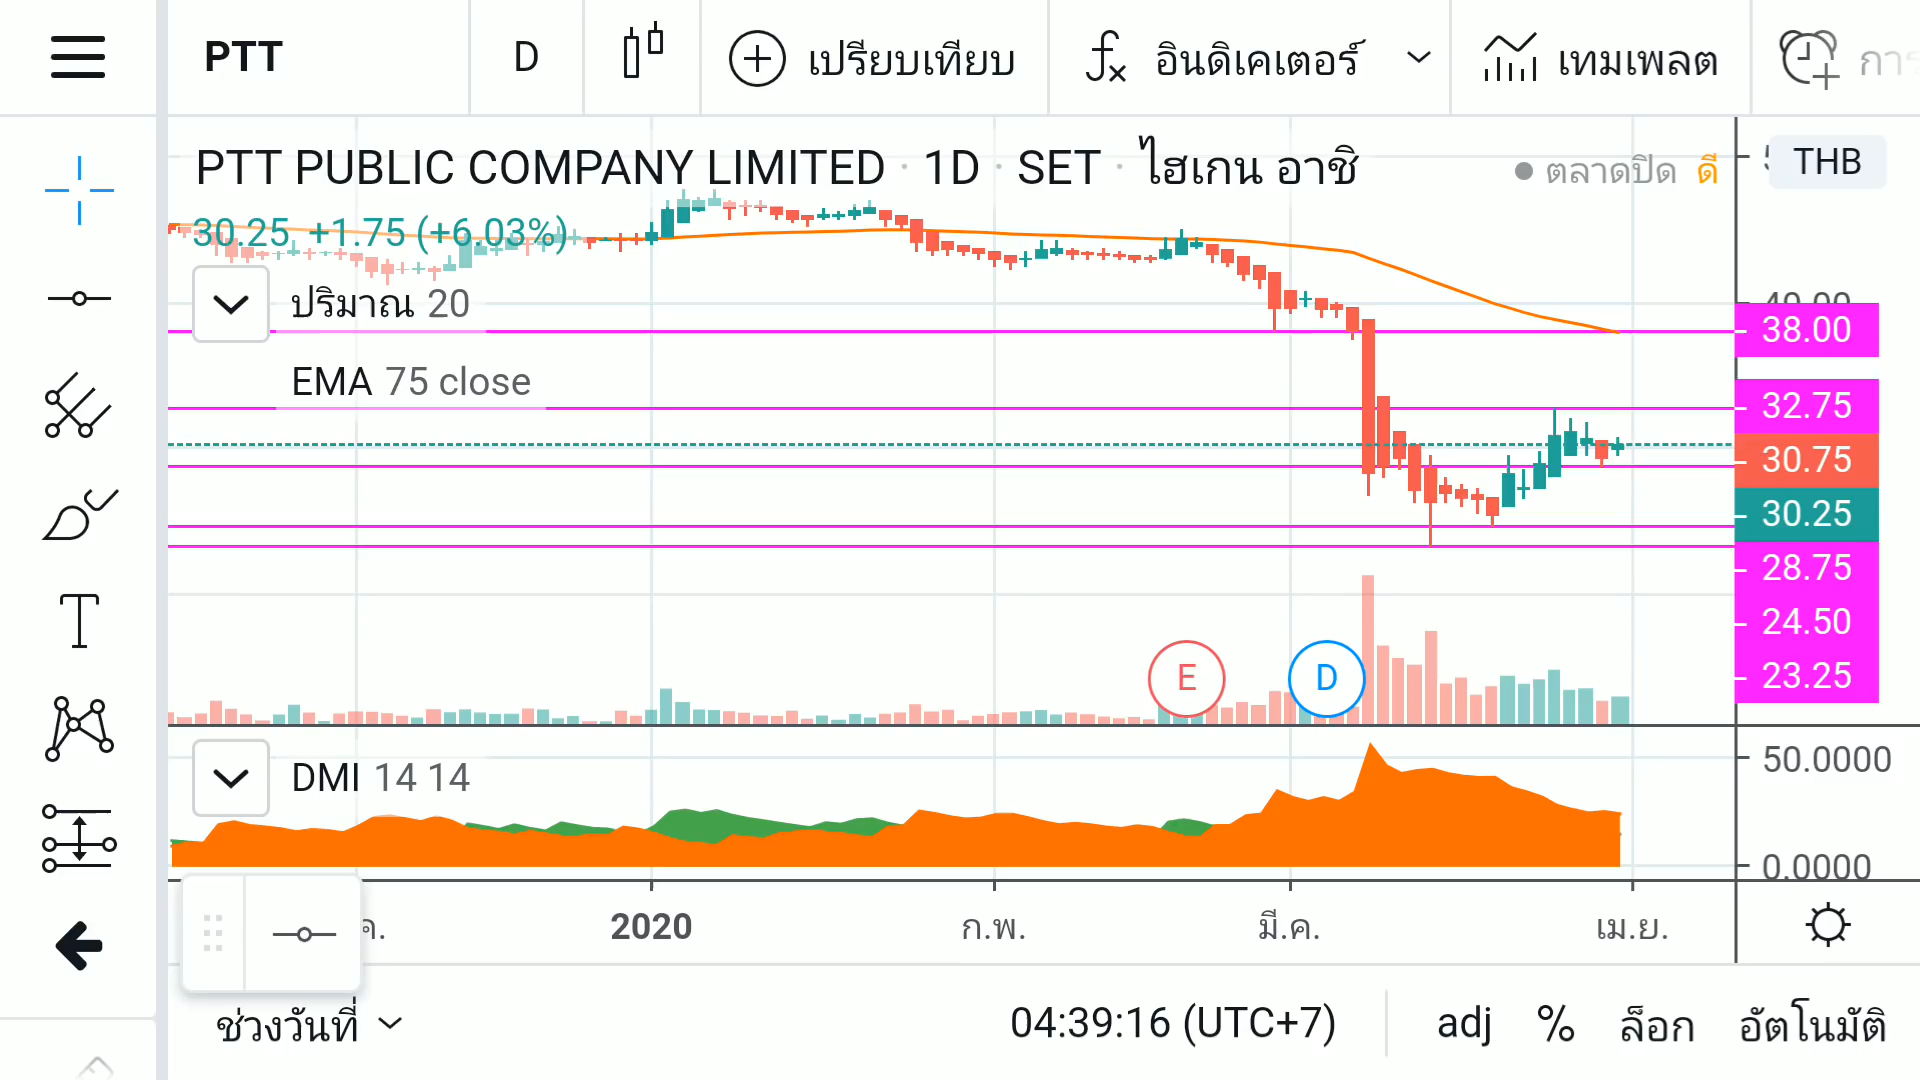 PTT D เปรียบเทียบ อินดิเคเตอร์ เทมเพลต
PTT PUBLIC COMPANY LIMITED · 1D · SET · ไฮเกน อาชิ
ตลาดปิด ดี
THB
30.25 +1.75 (+6.03%)
ปริมาณ 20
40.00
38.00
EMA 75 close
32.75
30.75
30.25
28.75
24.50
23.25
E D
DMI 14 14
50.0000
0.0000
ค. 2020 ก.พ. มี.ค. เม.ย.
ช่วงวันที่ 04:39:16 (UTC+7) adj % ล็อก อัตโนมัติ